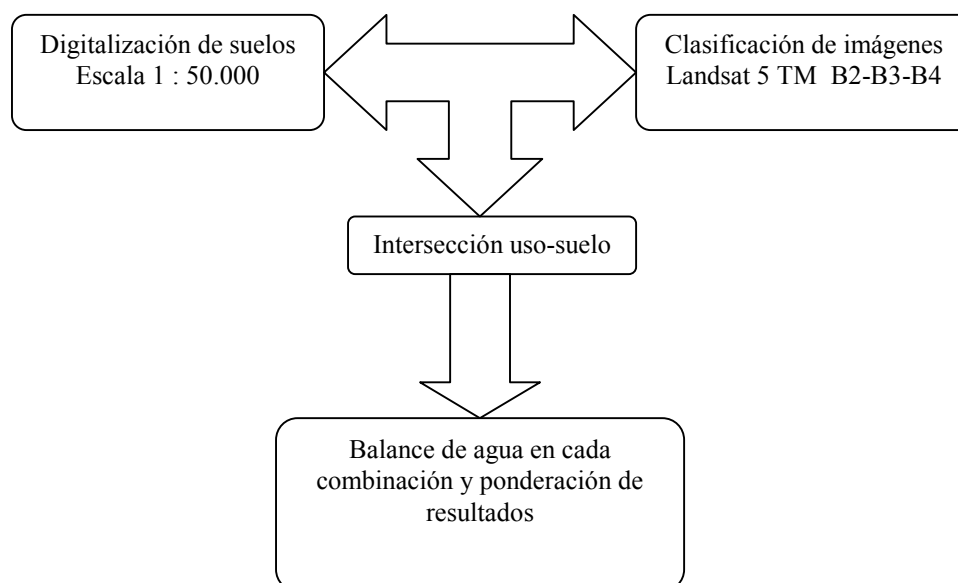 Digitalización de suelos
Escala 1 : 50.000
Clasificación de imágenes
Landsat 5 TM  B2-B3-B4
Intersección uso-suelo
Balance de agua en cada
combinación y ponderación de
resultados